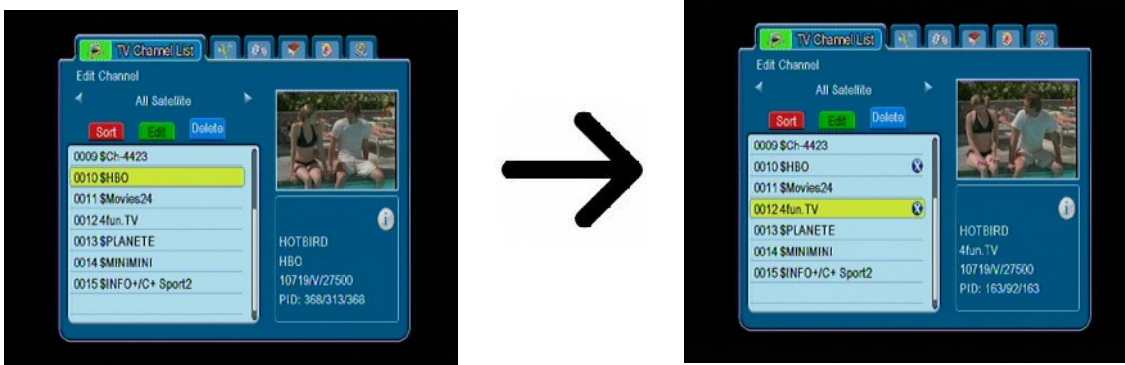 TV Channel List
Edit Channel
All Satellite
Sort Edit Delete
0009 $Ch-4423
0010 $HBO
0011 $Movies24
0012 4fun.TV
0013 $PLANETE
0014 $MINIMINI
0015 $INFO+/C+ Sport2
HOTBIRD
HBO
10719/V/27500
PID: 368/313/368
TV Channel List
Edit Channel
All Satellite
Sort Edit Delete
0009 $Ch-4423
0010 $HBO
0011 $Movies24
0012 4fun.TV
0013 $PLANETE
0014 $MINIMINI
0015 $INFO+/C+ Sport2
HOTBIRD
4fun.TV
10719/V/27500
PID: 163/92/163